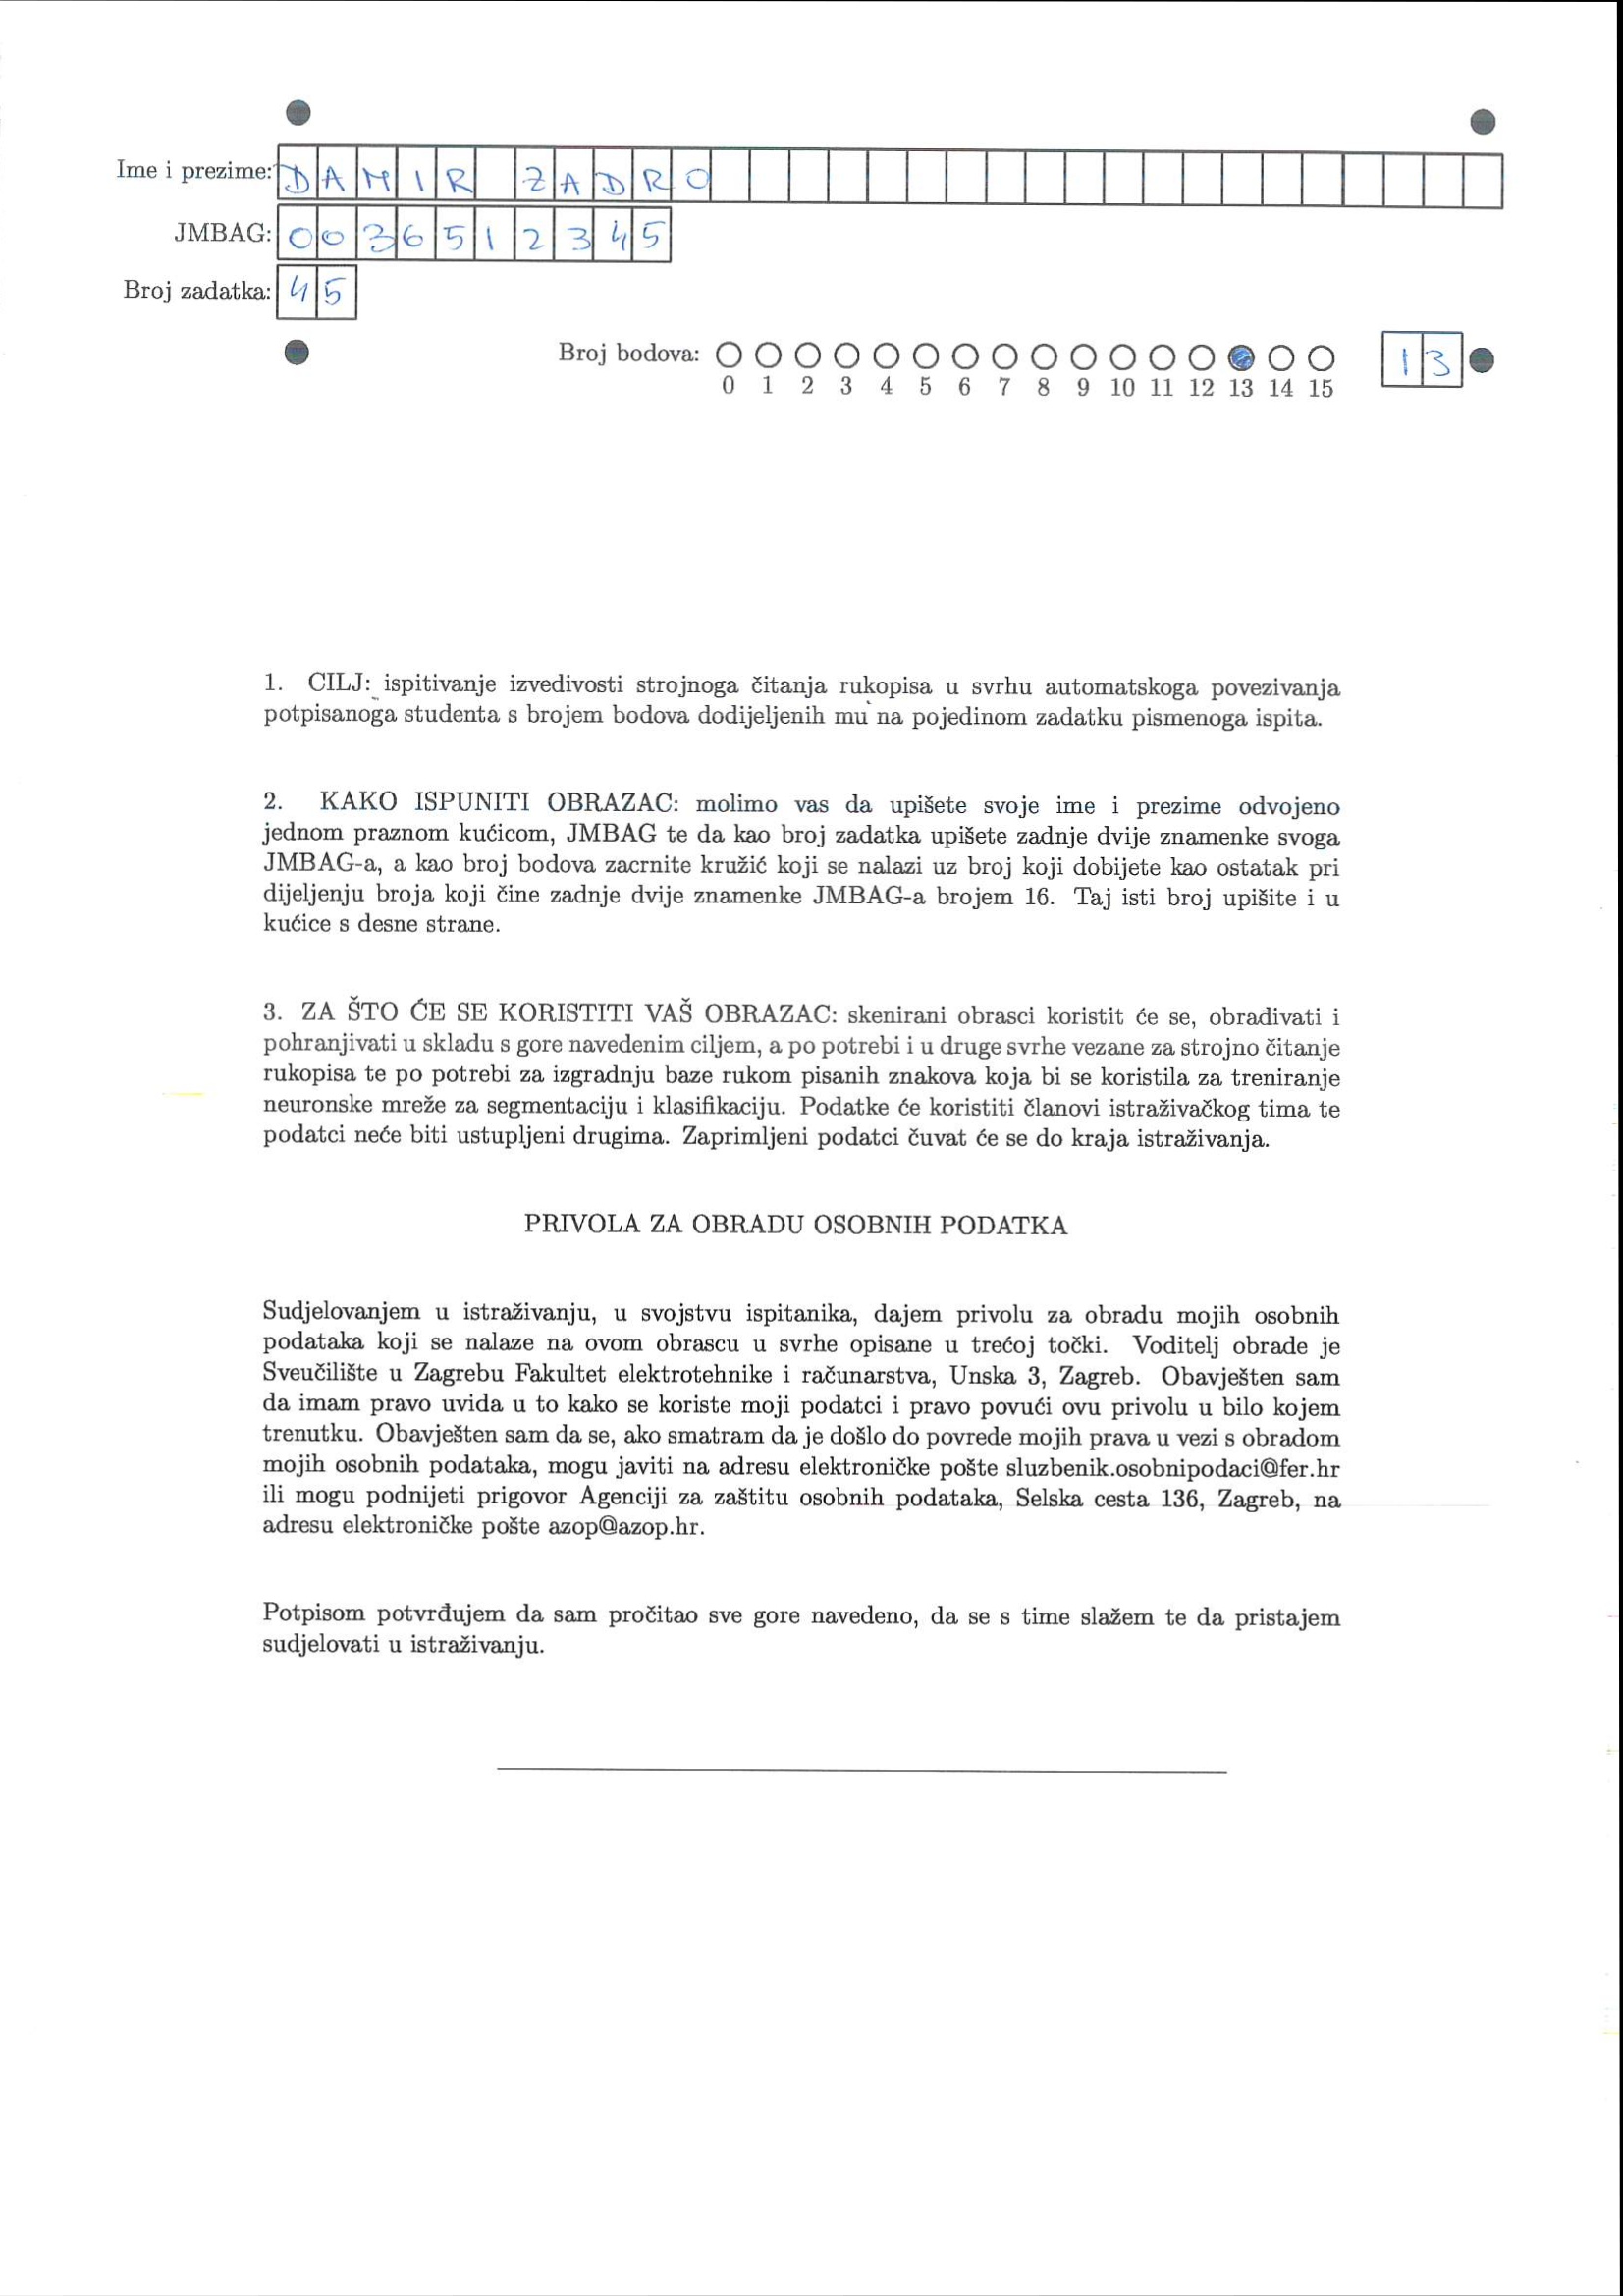 Ime i prezime: DAMIR ZADRO
JMBAG: 0036512345
Broj zadatka: 45
Broj bodova: 13
0 1 2 3 4 5 6 7 8 9 10 11 12 13 14 15
1. CILJ: ispitivanje izvedivosti strojnoga čitanja rukopisa u svrhu automatskoga povezivanja
potpisanoga studenta s brojem bodova dodijeljenih mu na pojedinom zadatku pismenoga ispita.
2. KAKO ISPUNITI OBRAZAC: molimo vas da upišete svoje ime i prezime odvojeno
jednom praznom kućicom, JMBAG te da kao broj zadatka upišete zadnje dvije znamenke svoga
JMBAG-a, a kao broj bodova zacrnite kružić koji se nalazi uz broj koji dobijete kao ostatak pri
dijeljenju broja koji čine zadnje dvije znamenke JMBAG-a brojem 16. Taj isti broj upišite i u
kućice s desne strane.
3. ZA ŠTO ĆE SE KORISTITI VAŠ OBRAZAC: skenirani obrasci koristit će se, obrađivati i
pohranjivati u skladu s gore navedenim ciljem, a po potrebi i u druge svrhe vezane za strojno čitanje
rukopisa te po potrebi za izgradnju baze rukom pisanih znakova koja bi se koristila za treniranje
neuronske mreže za segmentaciju i klasifikaciju. Podatke će koristiti članovi istraživačkog tima te
podatci neće biti ustupljeni drugima. Zaprimljeni podatci čuvat će se do kraja istraživanja.
PRIVOLA ZA OBRADU OSOBNIH PODATKA
Sudjelovanjem u istraživanju, u svojstvu ispitanika, dajem privolu za obradu mojih osobnih
podataka koji se nalaze na ovom obrascu u svrhe opisane u trećoj točki. Voditelj obrade je
Sveučilište u Zagrebu Fakultet elektrotehnike i računarstva, Unska 3, Zagreb. Obavješten sam
da imam pravo uvida u to kako se koriste moji podatci i pravo povući ovu privolu u bilo kojem
trenutku. Obavješten sam da se, ako smatram da je došlo do povrede mojih prava u vezi s obradom
mojih osobnih podataka, mogu javiti na adresu elektroničke pošte sluzbenik.osobnipodaci@fer.hr
ili mogu podnijeti prigovor Agenciji za zaštitu osobnih podataka, Selska cesta 136, Zagreb, na
adresu elektroničke pošte azop@azop.hr.
Potpisom potvrđujem da sam pročitao sve gore navedeno, da se s time slažem te da pristajem
sudjelovati u istraživanju.